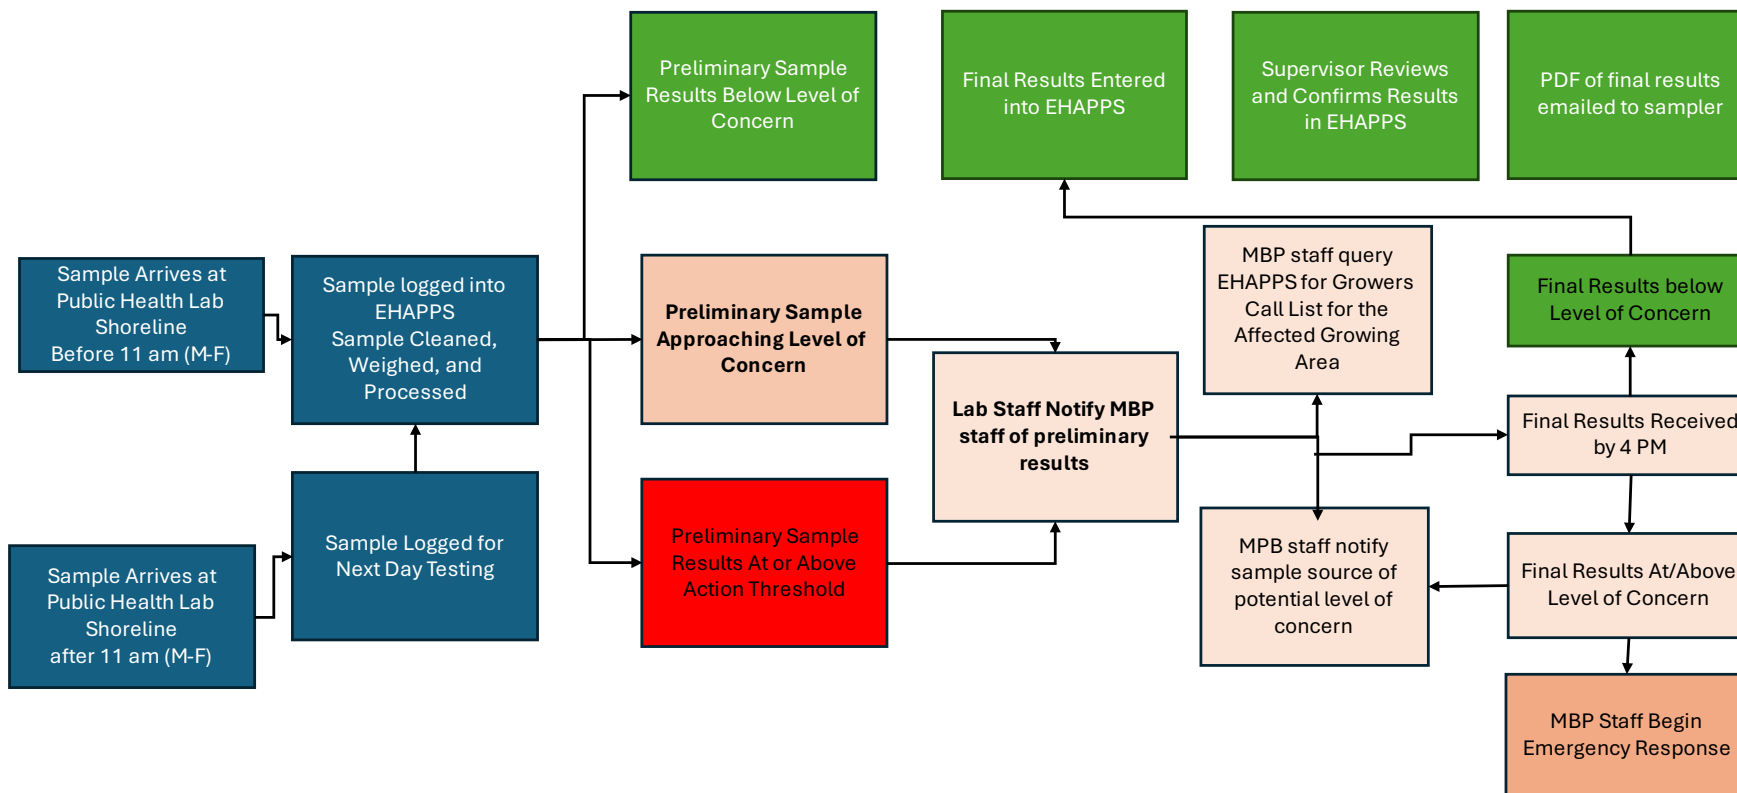 Preliminary Sample
Results Below Level of
Concern
Final Results Entered
into EHAPPS
Supervisor Reviews
and Confirms Results
in EHAPPS
PDF of final results
emailed to sampler
Sample Arrives at
Public Health Lab
Shoreline
Before 11 am (M-F)
Sample logged into
EHAPPS
Sample Cleaned,
Weighed, and
Processed
Preliminary Sample
Approaching Level of
Concern
MBP staff query
EHAPPS for Growers
Call List for the
Affected Growing
Area
Final Results below
Level of Concern
Lab Staff Notify MBP
staff of preliminary
results
Final Results Received
by 4 PM
Sample Arrives at
Public Health Lab
Shoreline
after 11 am (M-F)
Sample Logged for
Next Day Testing
Preliminary Sample
Results At or Above
Action Threshold
MPB staff notify
sample source of
potential level of
concern
Final Results At/Above
Level of Concern
MBP Staff Begin
Emergency Response